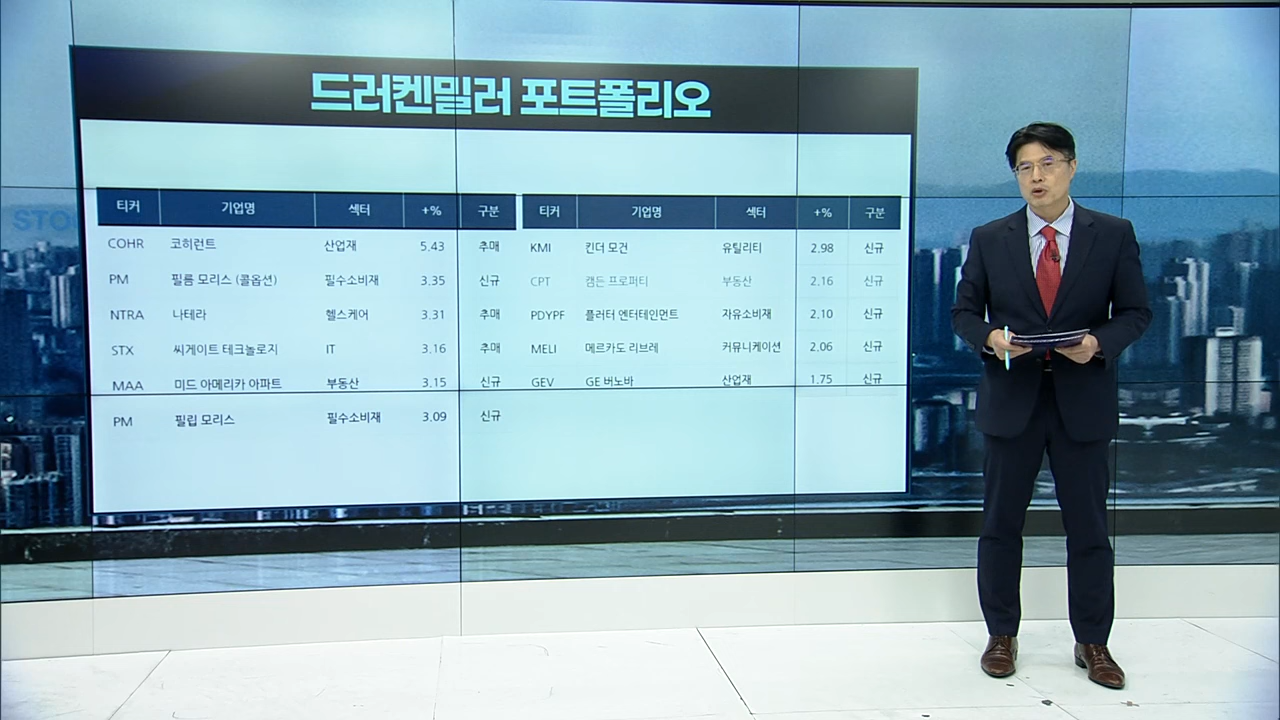 드러켄밀러 포트폴리오
티커 기업명 섹터 +% 구분
COHR 코히런트 산업재 5.43 추매
PM 필름 모리스 (콜옵션) 필수소비재 3.35 신규
NTRA 나테라 헬스케어 3.31 추매
STX 씨게이트 테크놀로지 IT 3.16 추매
MAA 미드 아메리카 아파트 부동산 3.15 신규
PM 필립 모리스 필수소비재 3.09 신규
티커 기업명 섹터 +% 구분
KMI 킨더 모건 유틸리티 2.98 신규
CPT 캠든 프로퍼티 부동산 2.16 신규
PDYPF 플러터 엔터테인먼트 자유소비재 2.10 신규
MELI 메르카도 리브레 커뮤니케이션 2.06 신규
GEV GE 버노바 산업재 1.75 신규